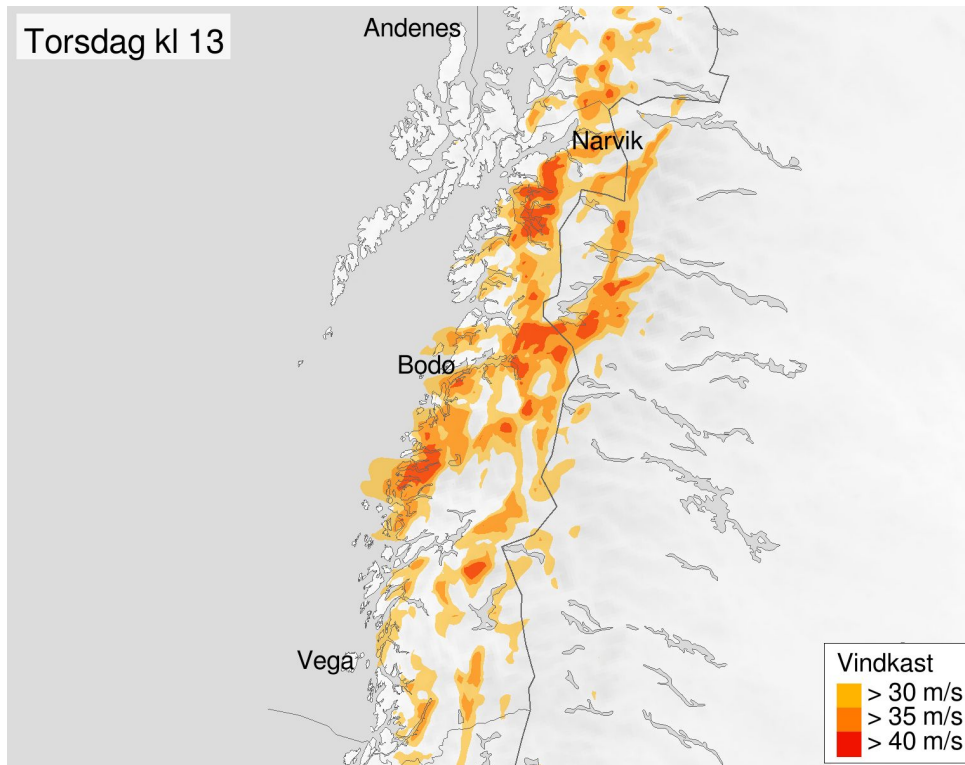 Torsdag kl 13
Andenes
Narvik
Bodø
Vega
Vindkast
> 30 m/s
> 35 m/s
> 40 m/s